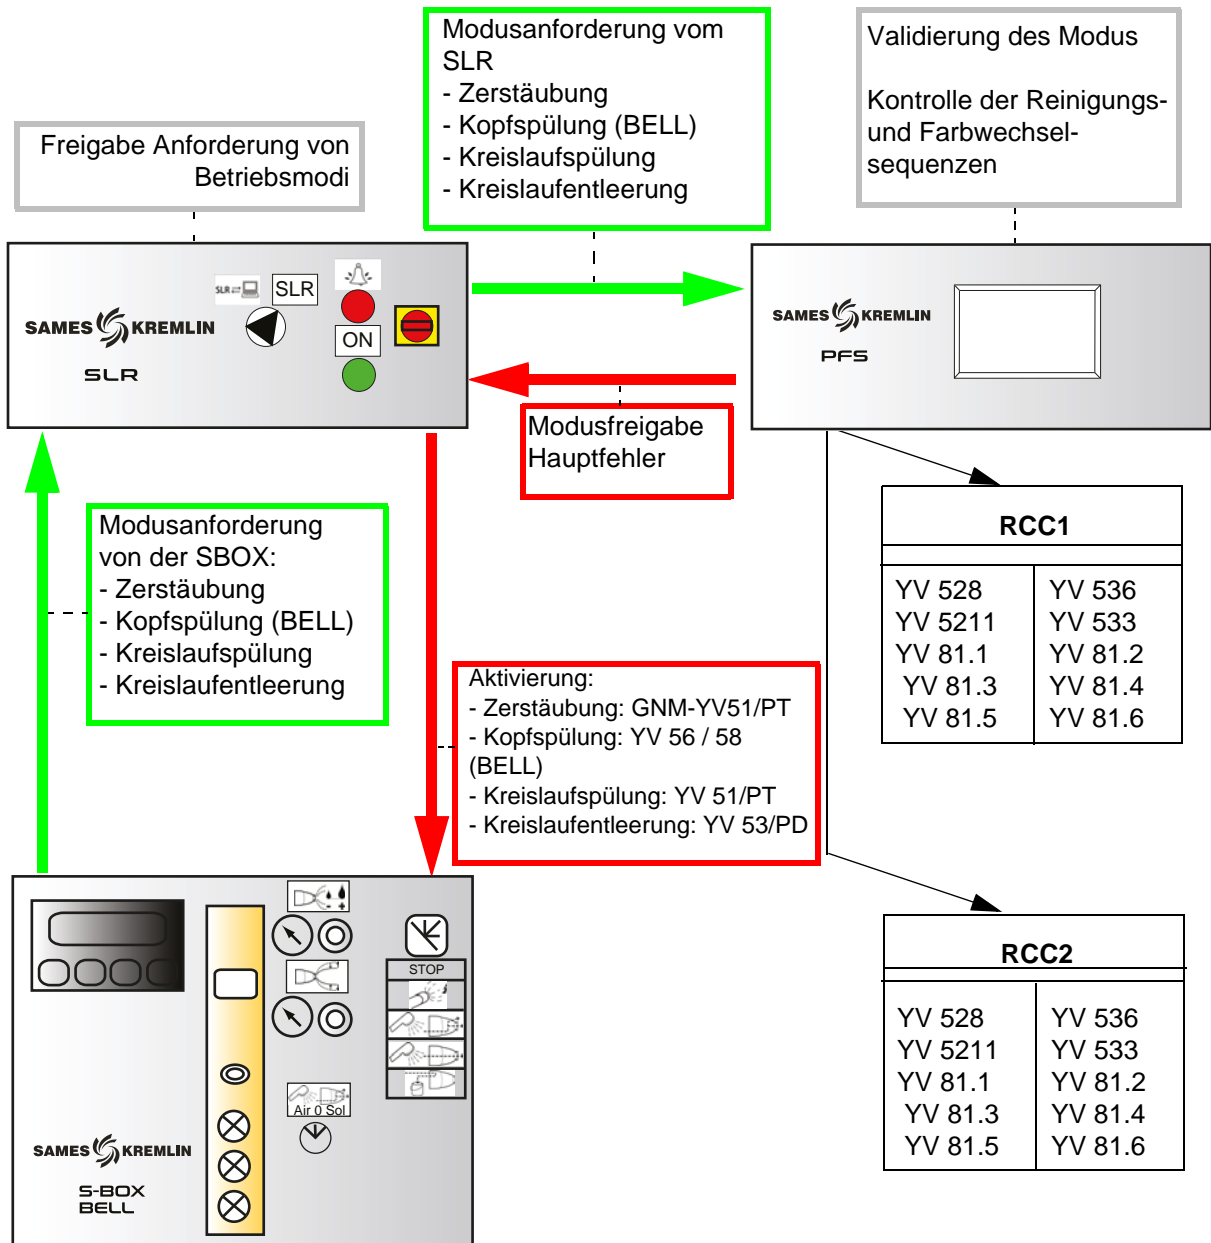 Modusanforderung vom
SLR
- Zerstäubung
- Kopfspülung (BELL)
- Kreislaufspülung
- Kreislaufentleerung
Validierung des Modus
Kontrolle der Reinigungs-
und Farbwechsel-
sequenzen
Freigabe Anforderung von
Betriebsmodi
SLR
SLR
ON
SAMES KREMLIN
SLR
SAMES KREMLIN
PFS
Modusfreigabe
Hauptfehler
Modusanforderung
von der SBOX:
- Zerstäubung
- Kopfspülung (BELL)
- Kreislaufspülung
- Kreislaufentleerung
Aktivierung:
- Zerstäubung: GNM-YV51/PT
- Kopfspülung: YV 56 / 58
(BELL)
- Kreislaufspülung: YV 51/PT
- Kreislaufentleerung: YV 53/PD
RCC1
YV 528 YV 536
YV 5211 YV 533
YV 81.1 YV 81.2
YV 81.3 YV 81.4
YV 81.5 YV 81.6
RCC2
YV 528 YV 536
YV 5211 YV 533
YV 81.1 YV 81.2
YV 81.3 YV 81.4
YV 81.5 YV 81.6
- +
STOP
Air 0 Sol
SAMES KREMLIN
S-BOX
BELL